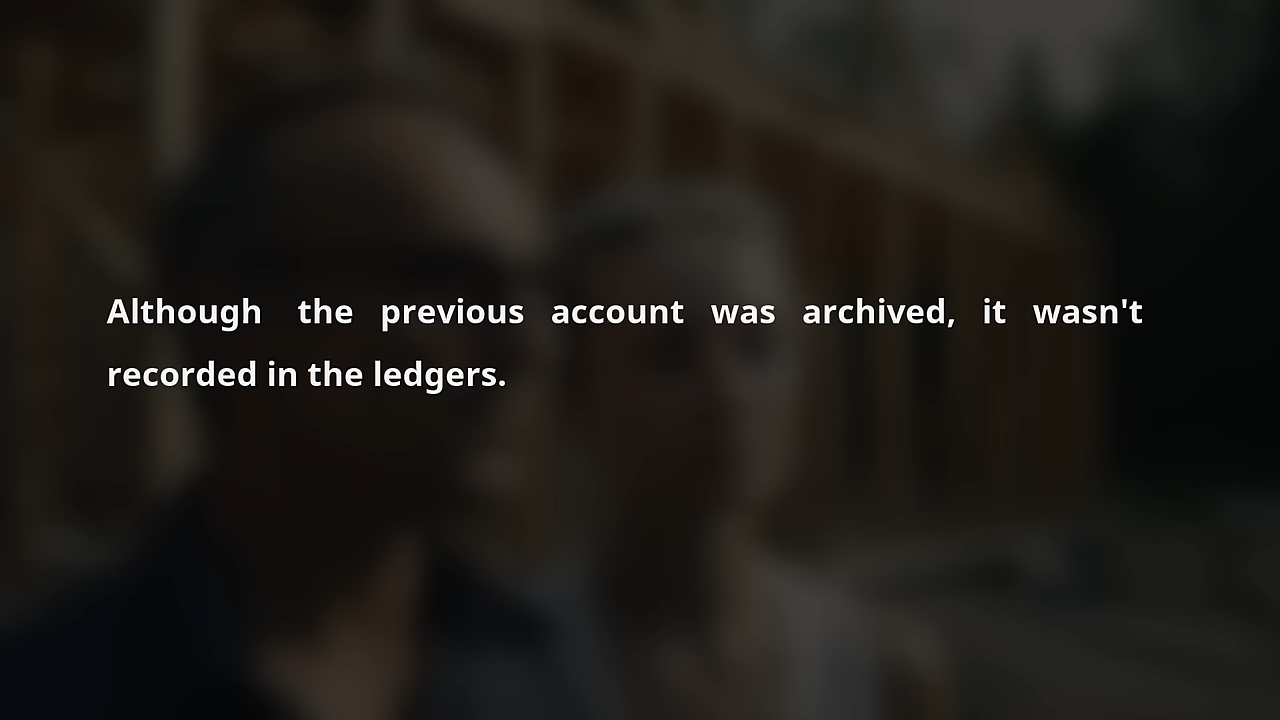 Although the previous account was archived, it wasn't
recorded in the ledgers.